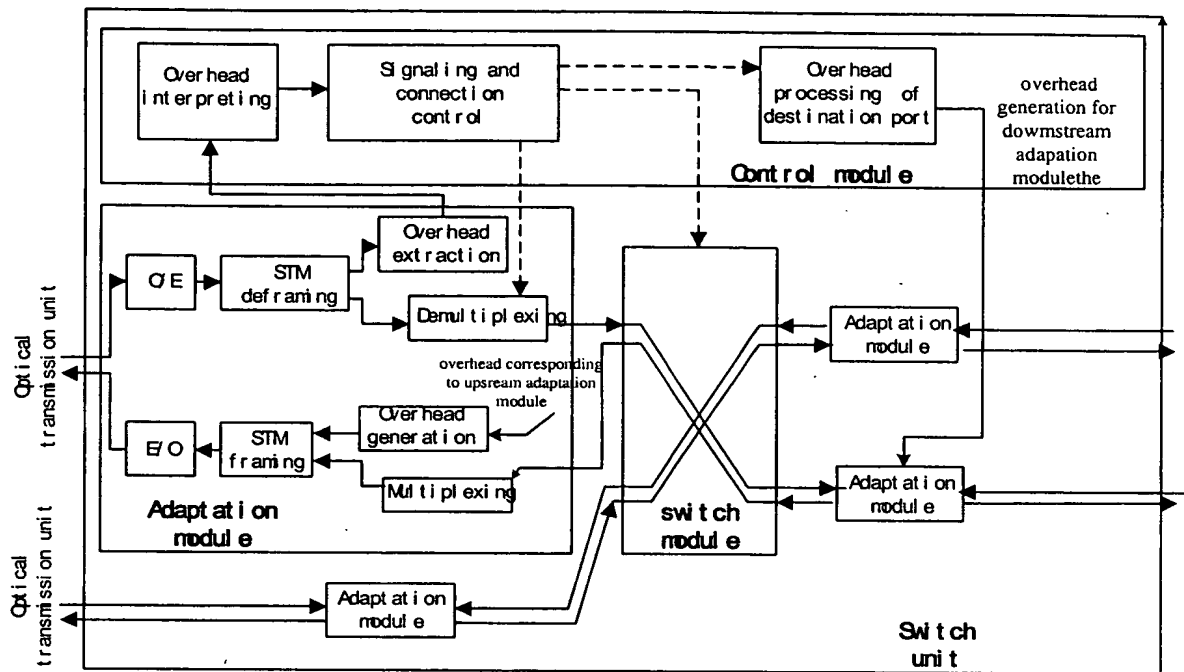 Overhead
interpreting
Signaling and
connection
control
Overhead
processing of
destination port
overhead
generation for
dowmstream
adapation
modulethe
Control module
Overhead
extraction
O/E
STM
deframing
Demultiplexing
Optical
transmission unit
overhead corresponding
to upsream adaptation
module
Overhead
generation
E/O
STM
framing
Multiplexing
Adaptation
module
switch
module
Adaptation
module
Adaptation
module
Optical
transmission unit
Adaptation
module
Switch
unit